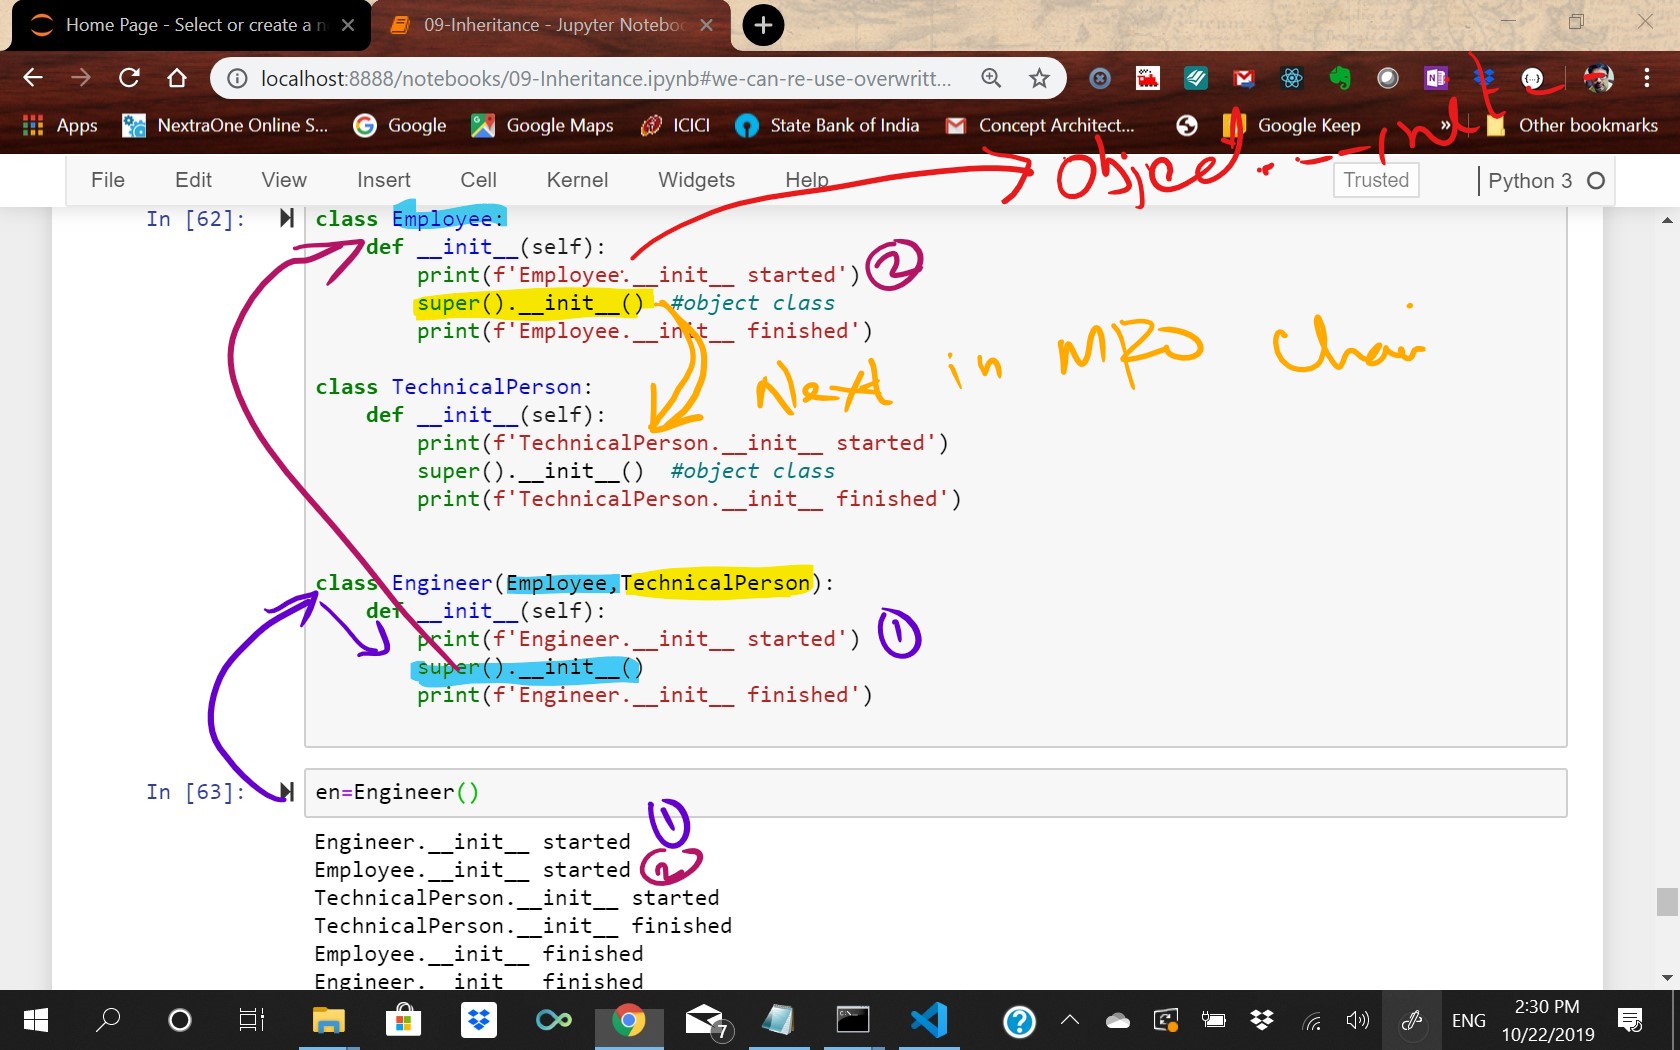 Home Page - Select or create a n
09-Inheritance - Jupyter Noteboo
localhost:8888/notebooks/09-Inheritance.ipynb#we-can-re-use-overwritt...
Apps NextraOne Online S... Google Google Maps ICICI State Bank of India Concept Architect... Google Keep » Other bookmarks
object.__init__
File Edit View Insert Cell Kernel Widgets Help Trusted Python 3
In [62]: class Employee:
def __init__(self):
print(f'Employee.__init__ started') 2
super().__init__() #object class
print(f'Employee.__init__ finished')
Next in MRO Chain
class TechnicalPerson:
def __init__(self):
print(f'TechnicalPerson.__init__ started')
super().__init__() #object class
print(f'TechnicalPerson.__init__ finished')
class Engineer(Employee,TechnicalPerson):
def __init__(self):
print(f'Engineer.__init__ started') 1
super().__init__()
print(f'Engineer.__init__ finished')
In [63]: en=Engineer()
Engineer.__init__ started 1
Employee.__init__ started 2
TechnicalPerson.__init__ started
TechnicalPerson.__init__ finished
Employee.__init__ finished
Engineer.__init__ finished
7
ENG
2:30 PM
10/22/2019